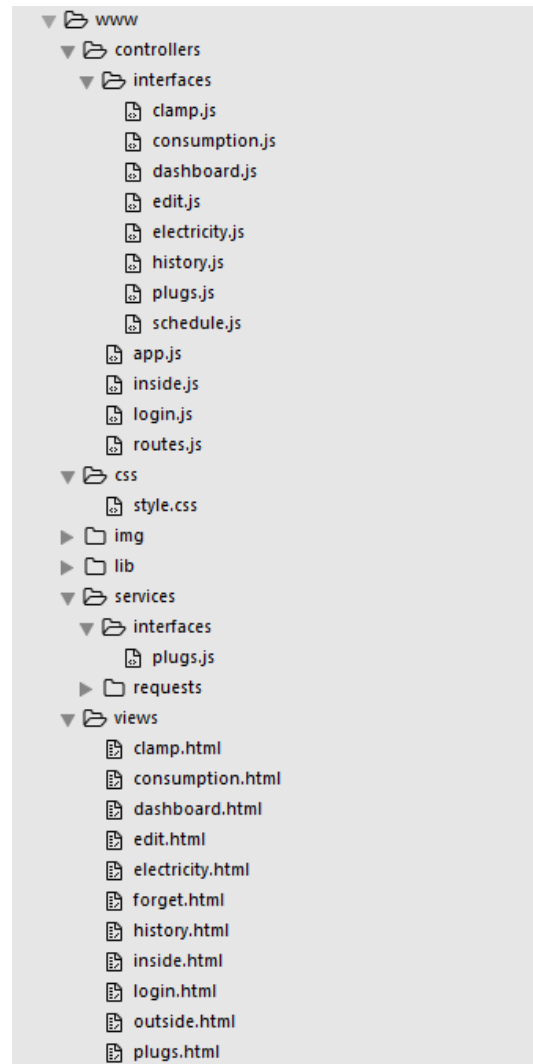 www
controllers
interfaces
clamp.js
consumption.js
dashboard.js
edit.js
electricity.js
history.js
plugs.js
schedule.js
app.js
inside.js
login.js
routes.js
css
style.css
img
lib
services
interfaces
plugs.js
requests
views
clamp.html
consumption.html
dashboard.html
edit.html
electricity.html
forget.html
history.html
inside.html
login.html
outside.html
plugs.html